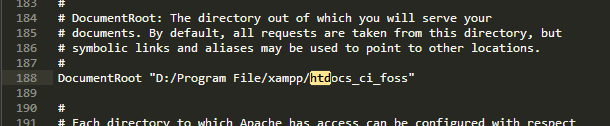 183 #
184 # DocumentRoot: The directory out of which you will serve your
185 # documents. By default, all requests are taken from this directory, but
186 # symbolic links and aliases may be used to point to other locations.
187 #
188 DocumentRoot "D:/Program File/xampp/htdocs_ci_foss"
189
190 #
191 # Each directory to which Apache has access can be configured with respect